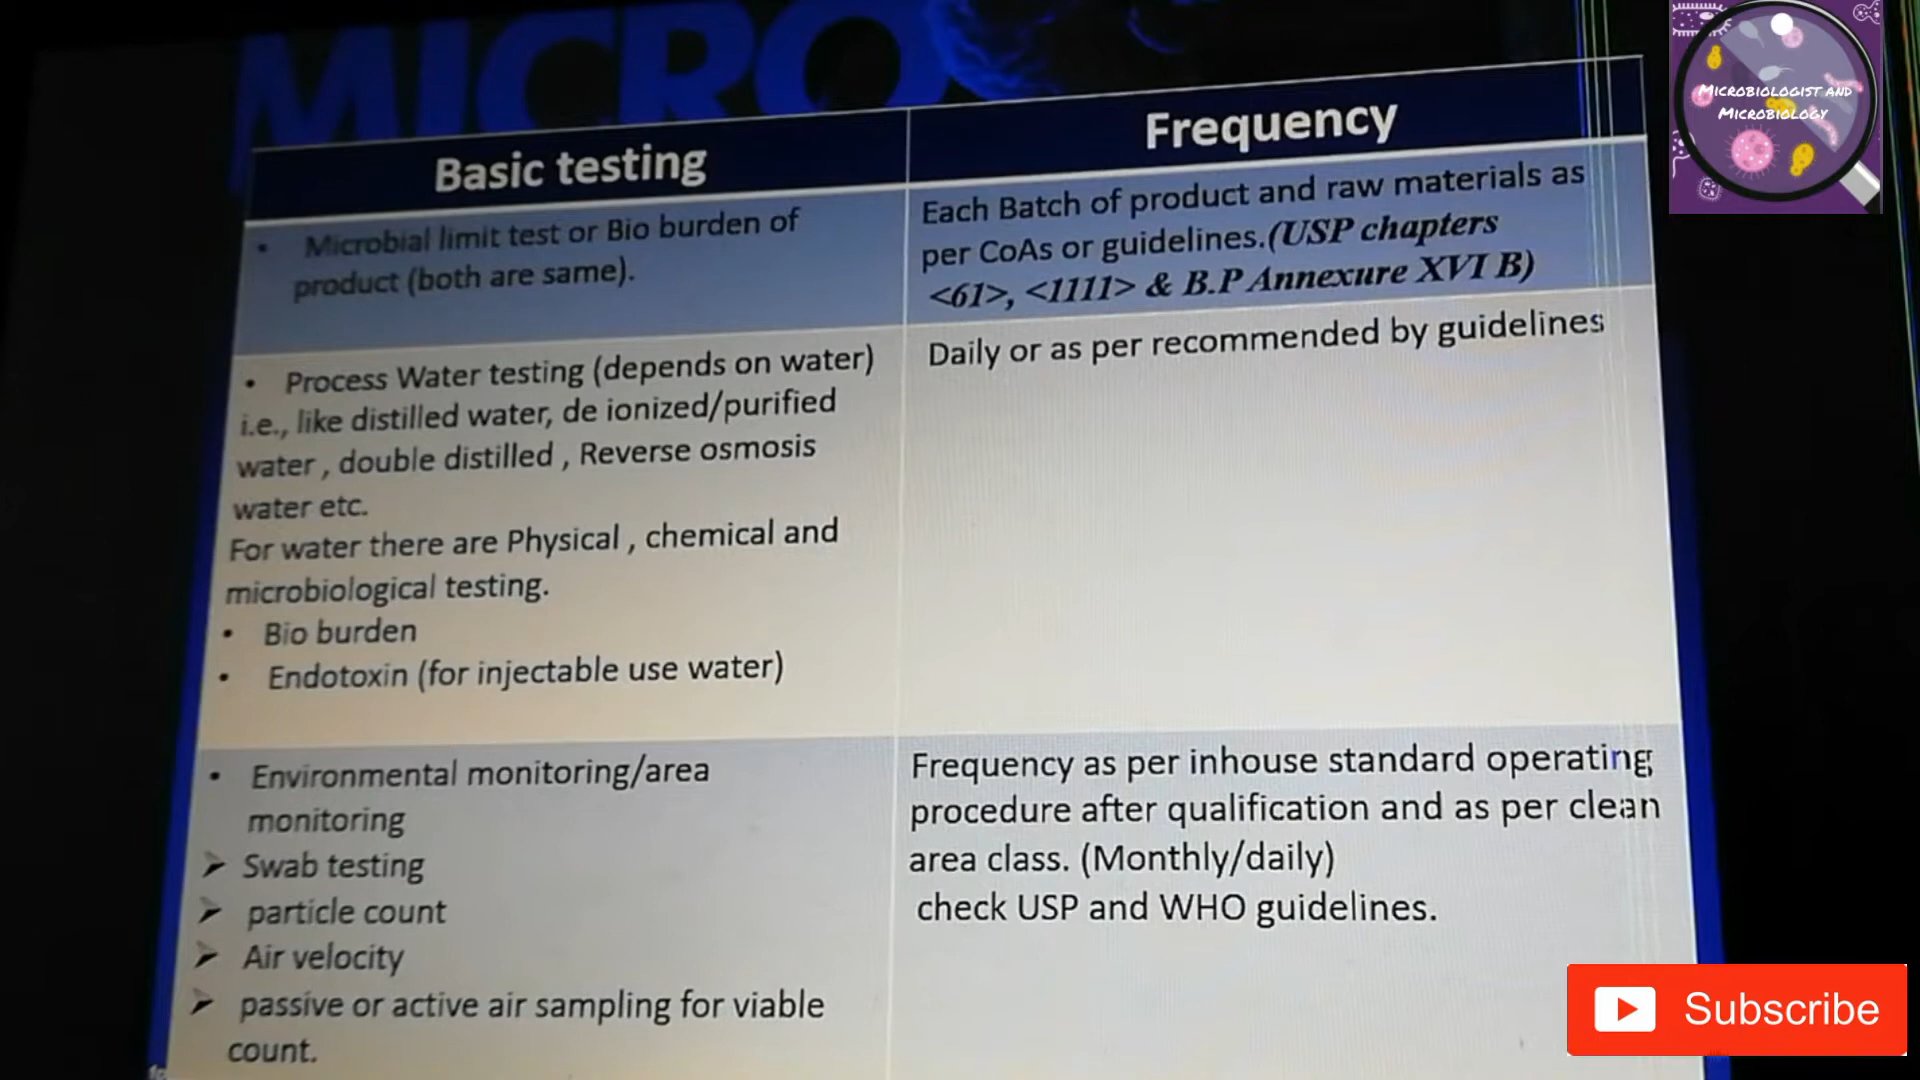 MICRO
MICROBIOLOGIST AND
MICROBIOLOGY
Basic testing
Frequency
• Microbial limit test or Bio burden of
product (both are same).
Each Batch of product and raw materials as
per CoAs or guidelines.(USP chapters
<61>, <1111> & B.P Annexure XVI B)
• Process Water testing (depends on water)
i.e., like distilled water, de ionized/purified
water , double distilled , Reverse osmosis
water etc.
For water there are Physical , chemical and
microbiological testing.
• Bio burden
• Endotoxin (for injectable use water)
Daily or as per recommended by guidelines
• Environmental monitoring/area
monitoring
➤ Swab testing
➤ particle count
➤ Air velocity
➤ passive or active air sampling for viable
count.
Frequency as per inhouse standard operating
procedure after qualification and as per clean
area class. (Monthly/daily)
check USP and WHO guidelines.
Subscribe